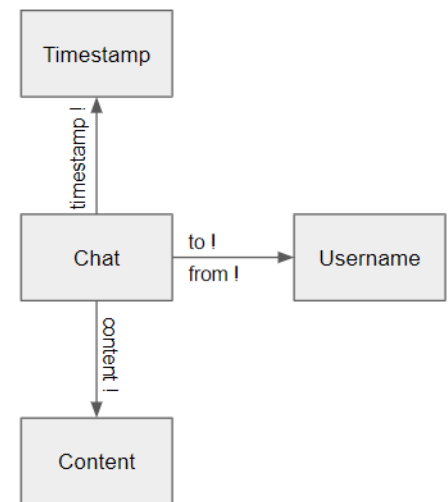 Timestamp
timestamp !
Chat
to !
from !
Username
content !
Content